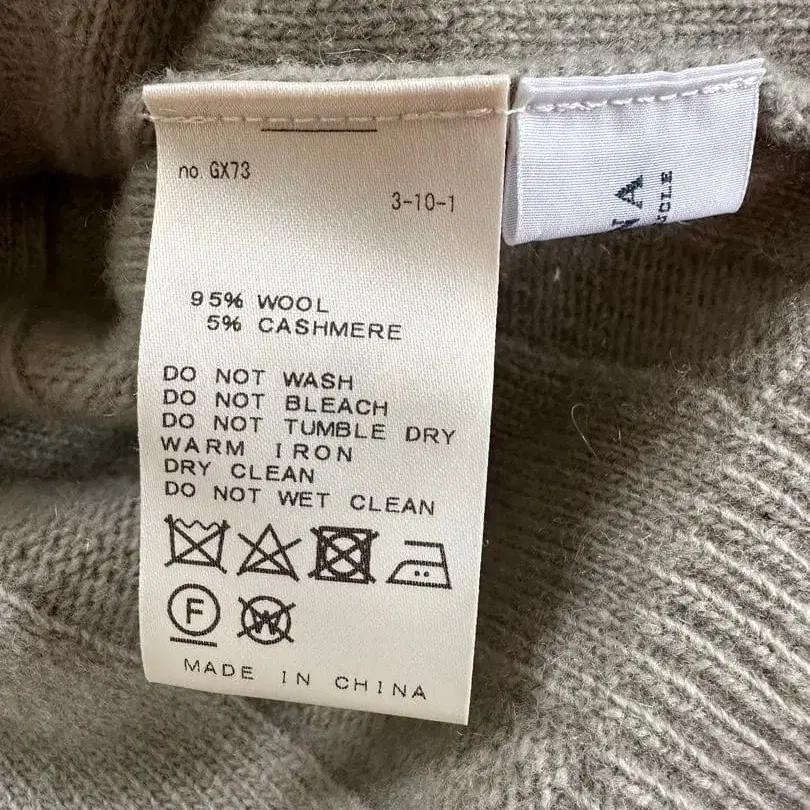 no. GX73
3-10-1
95% WOOL
5% CASHMERE
DO NOT WASH
DO NOT BLEACH
DO NOT TUMBLE DRY
WARM IRON
DRY CLEAN
DO NOT WET CLEAN
F
W
MADE IN CHINA